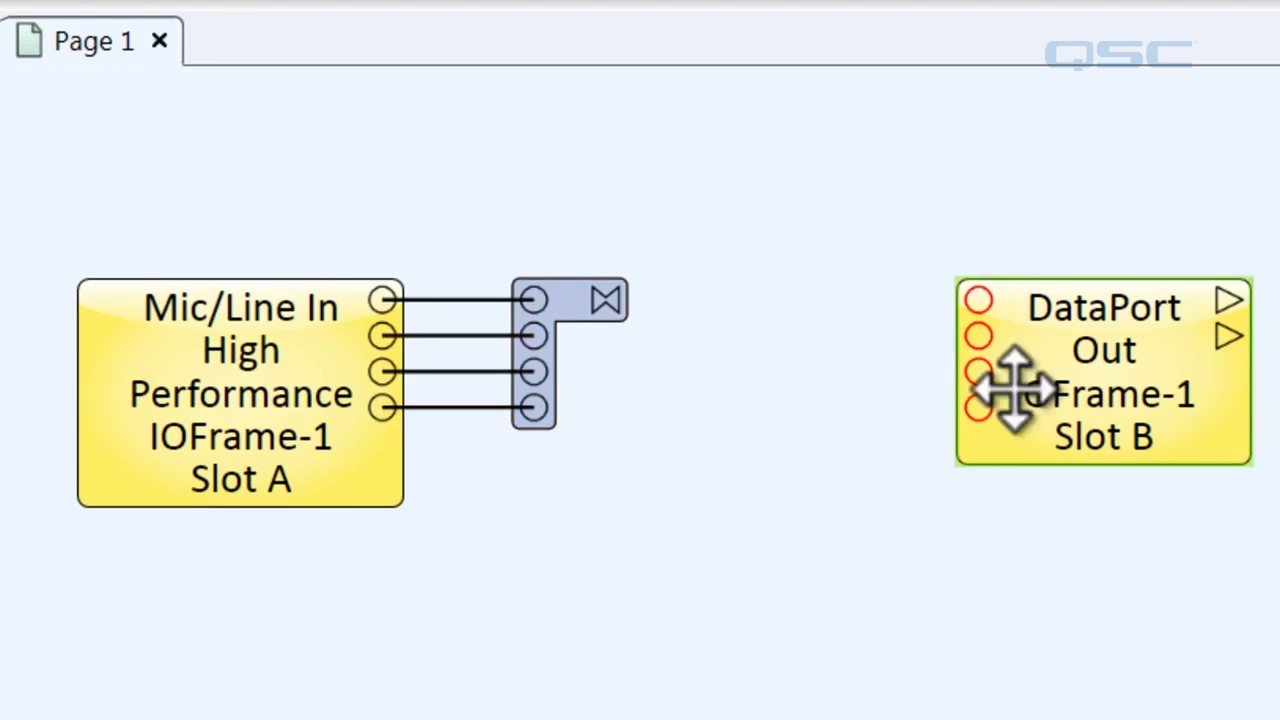 Page 1
QSC
Mic/Line In
High
Performance
IOFrame-1
Slot A
DataPort
Out
Frame-1
Slot B